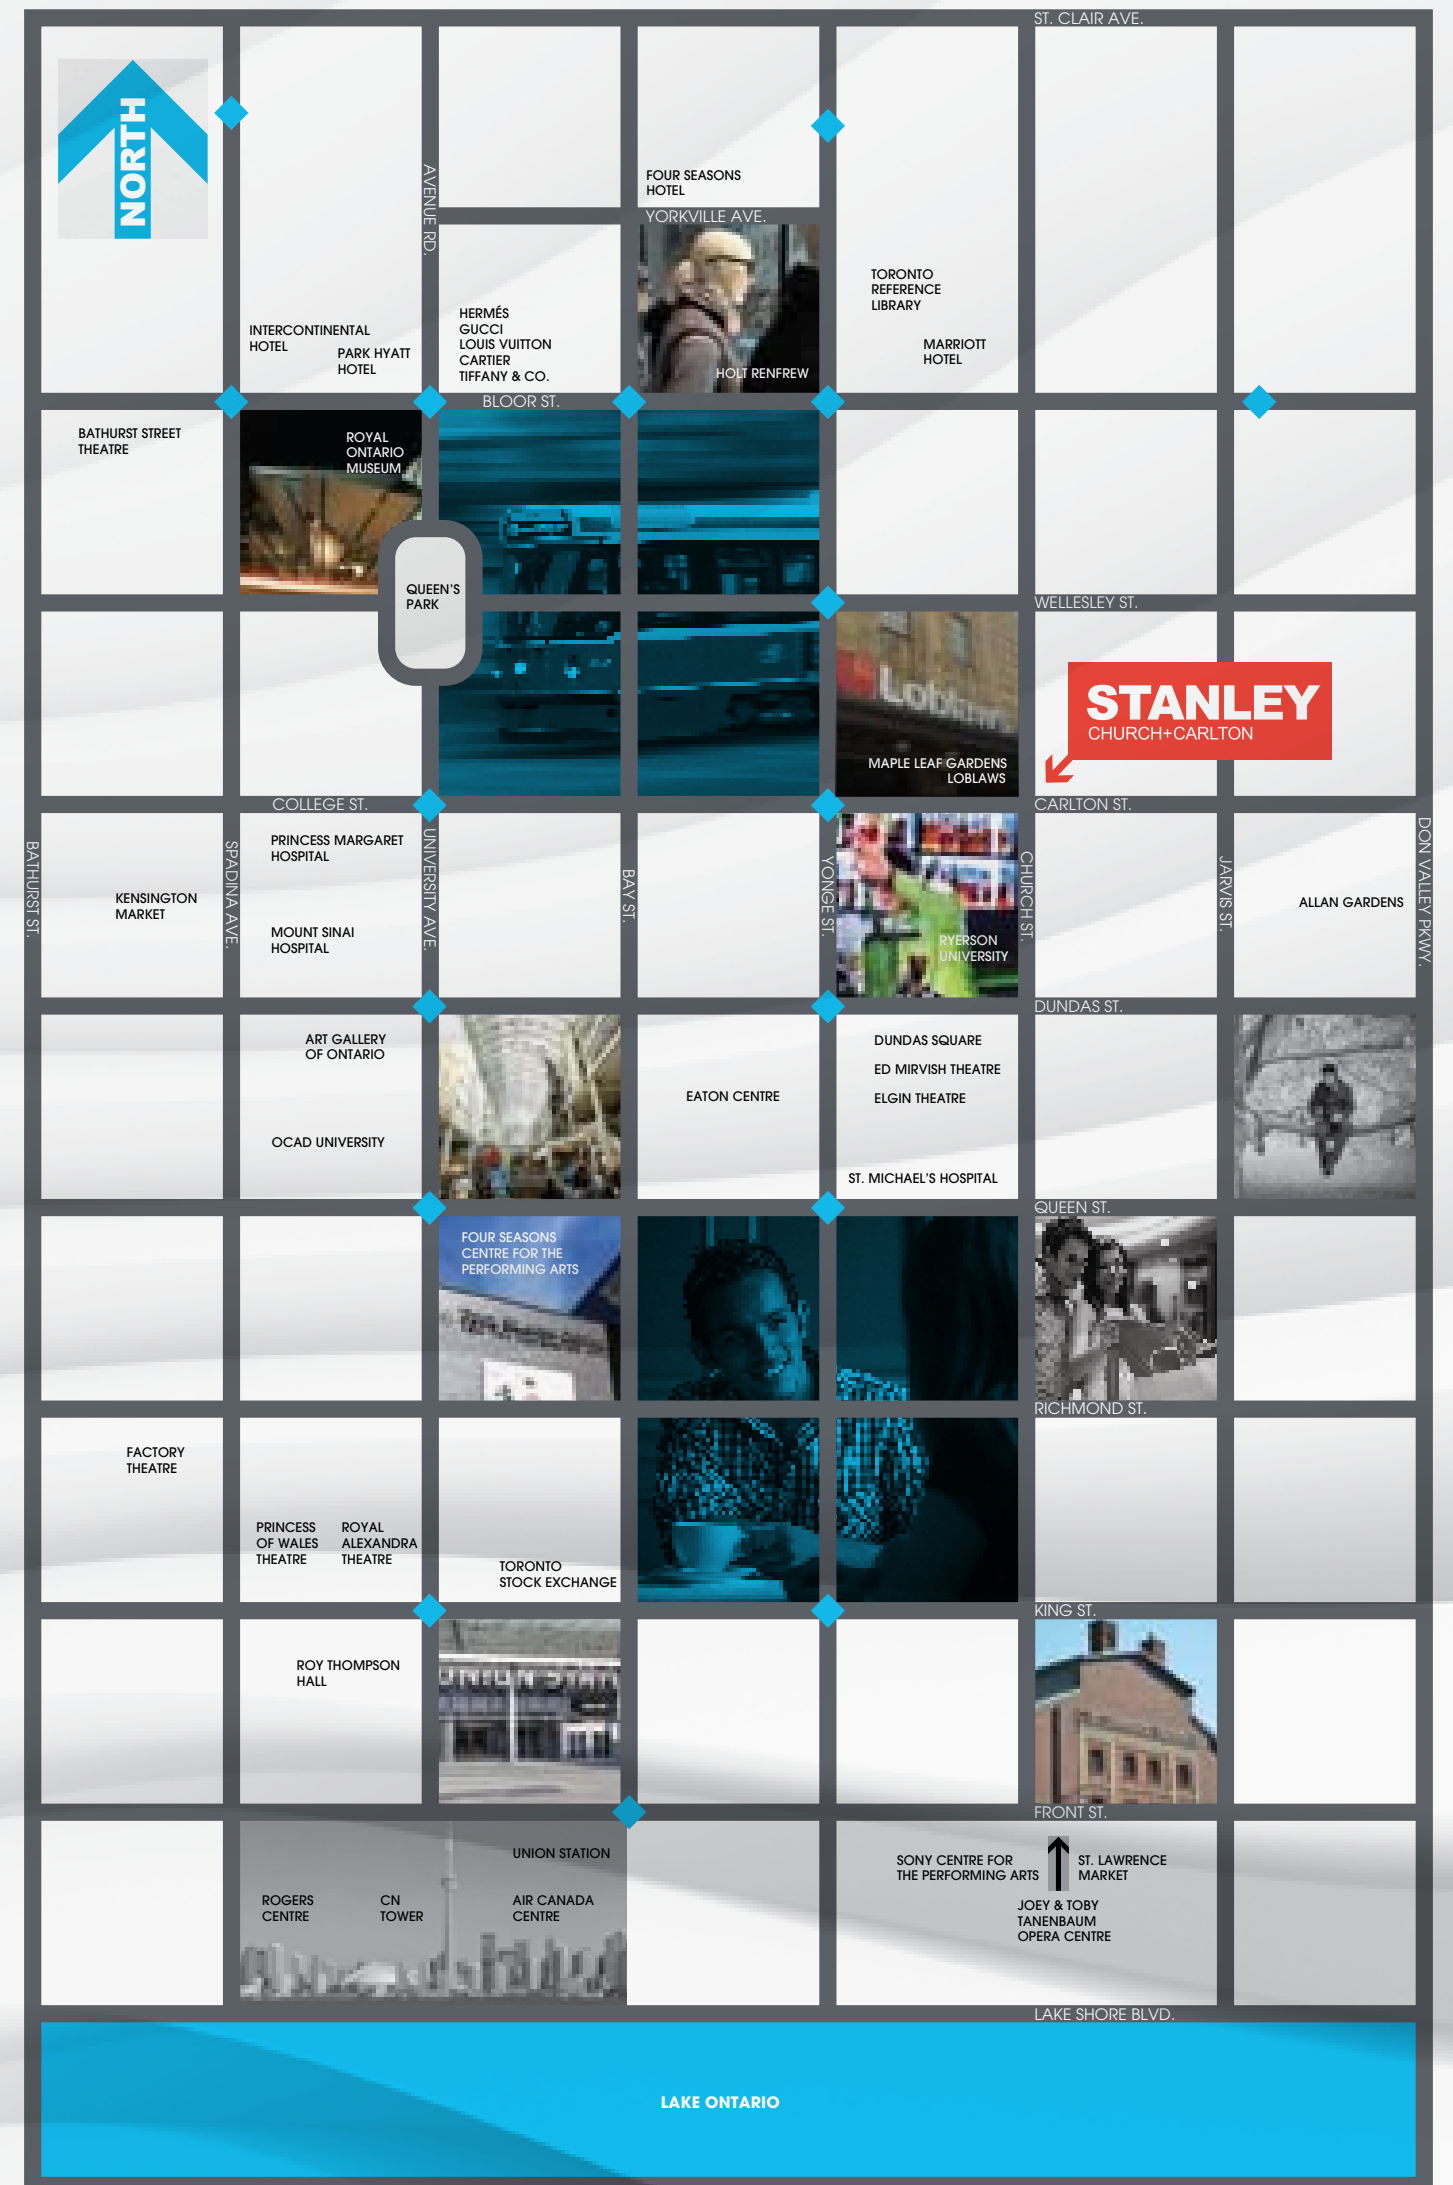 ST. CLAIR AVE.
NORTH
AVENUE RD.
FOUR SEASONS
HOTEL
YORKVILLE AVE.
TORONTO
REFERENCE
LIBRARY
MARRIOTT
HOTEL
INTERCONTINENTAL
HOTEL
PARK HYATT
HOTEL
HERMÉS
GUCCI
LOUIS VUITTON
CARTIER
TIFFANY & CO.
HOLT RENFREW
BLOOR ST.
BATHURST STREET
THEATRE
ROYAL
ONTARIO
MUSEUM
QUEEN'S
PARK
WELLESLEY ST.
Loblaws
MAPLE LEAF GARDENS
LOBLAWS
STANLEY
CHURCH+CARLTON
COLLEGE ST.
CARLTON ST.
BATHURST ST.
SPADINA AVE.
UNIVERSITY AVE.
BAY ST.
YONGE ST.
CHURCH ST.
JARVIS ST.
DON VALLEY PKWY.
PRINCESS MARGARET
HOSPITAL
KENSINGTON
MARKET
MOUNT SINAI
HOSPITAL
RYERSON
UNIVERSITY
ALLAN GARDENS
DUNDAS ST.
ART GALLERY
OF ONTARIO
OCAD UNIVERSITY
EATON CENTRE
DUNDAS SQUARE
ED MIRVISH THEATRE
ELGIN THEATRE
ST. MICHAEL'S HOSPITAL
QUEEN ST.
FOUR SEASONS
CENTRE FOR THE
PERFORMING ARTS
RICHMOND ST.
FACTORY
THEATRE
PRINCESS
OF WALES
THEATRE
ROYAL
ALEXANDRA
THEATRE
TORONTO
STOCK EXCHANGE
KING ST.
ROY THOMPSON
HALL
UNION STATI
FRONT ST.
UNION STATION
ROGERS
CENTRE
CN
TOWER
AIR CANADA
CENTRE
SONY CENTRE FOR
THE PERFORMING ARTS
ST. LAWRENCE
MARKET
JOEY & TOBY
TANENBAUM
OPERA CENTRE
LAKE SHORE BLVD.
LAKE ONTARIO